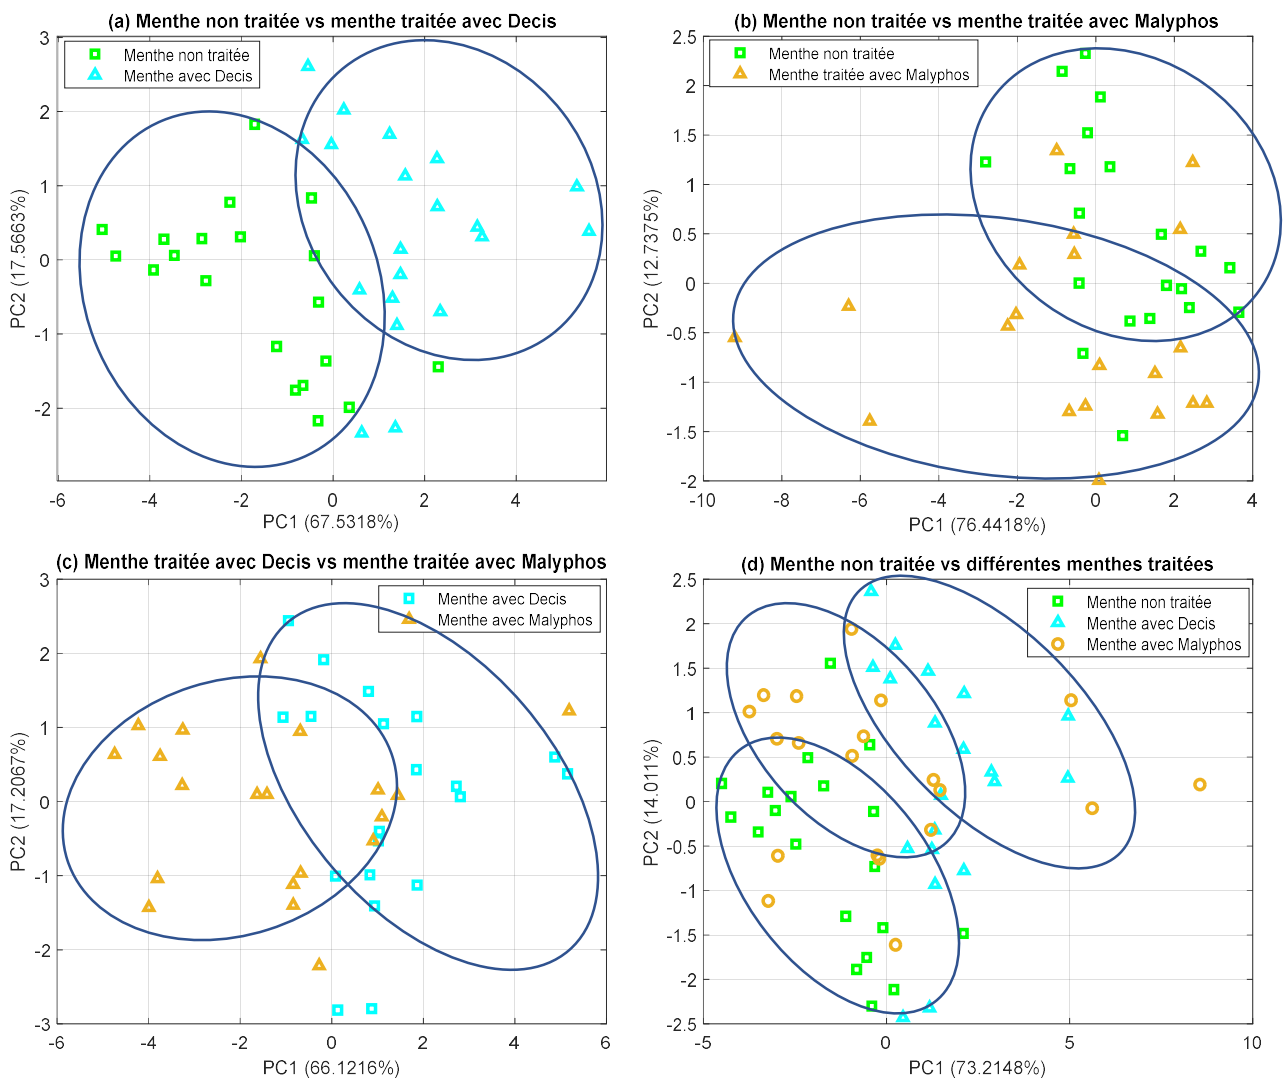 (a) Menthe non traitée vs menthe traitée avec Decis
3
2
1
0
-1
-2
PC2 (17.5663%)
Menthe non traitée
Menthe avec Decis
-6
-4
-2
0
2
4
PC1 (67.5318%)
(b) Menthe non traitée vs menthe traitée avec Malyphos
2.5
2
1.5
1
0.5
0
-0.5
-1
-1.5
-2
PC2 (12.7375%)
Menthe non traitée
Menthe traitée avec Malyphos
-10
-8
-6
-4
-2
0
2
4
PC1 (76.4418%)
(c) Menthe traitée avec Decis vs menthe traitée avec Malyphos
3
2
1
0
-1
-2
-3
PC2 (17.2067%)
Menthe avec Decis
Menthe avec Malyphos
-6
-4
-2
0
2
4
6
PC1 (66.1216%)
(d) Menthe non traitée vs différentes menthes traitées
2.5
2
1.5
1
0.5
0
-0.5
-1
-1.5
-2
-2.5
PC2 (14.011%)
Menthe non traitée
Menthe avec Decis
Menthe avec Malyphos
-5
0
5
10
PC1 (73.2148%)